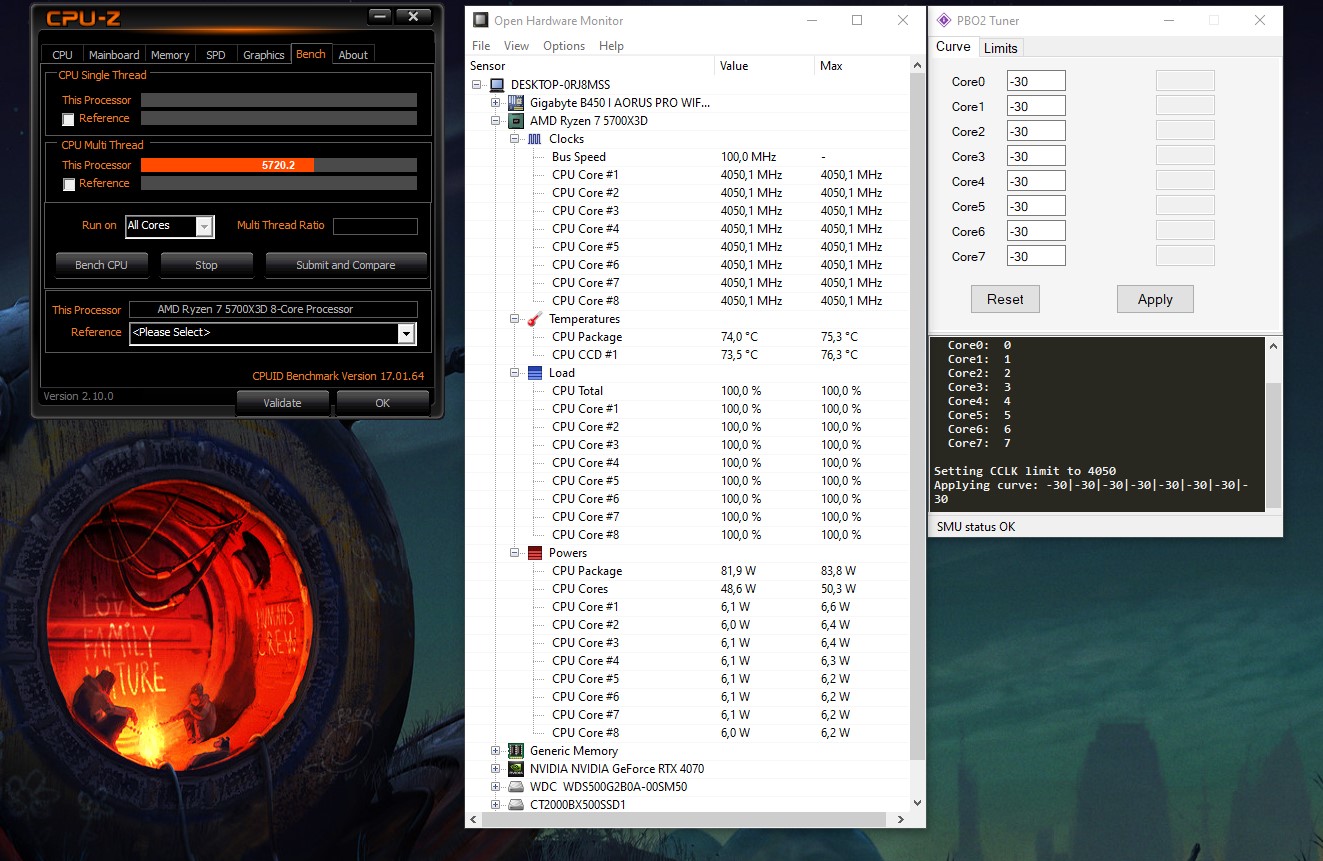 CPU-Z
CPU Mainboard Memory SPD Graphics Bench About
CPU Single Thread
This Processor
Reference
CPU Multi Thread
This Processor 5720.2
Reference
Run on All Cores Multi Thread Ratio
Bench CPU Stop Submit and Compare
This Processor AMD Ryzen 7 5700X3D 8-Core Processor
Reference <Please Select>
CPUID Benchmark Version 17.01.64
Version 2.10.0
Validate OK
LOVE
FAMILY
NATURE
HUMANS
CREW
Open Hardware Monitor
File View Options Help
Sensor Value Max
DESKTOP-0RJ8MSS
Gigabyte B450 I AORUS PRO WIF...
AMD Ryzen 7 5700X3D
Clocks
Bus Speed 100,0 MHz -
CPU Core #1 4050,1 MHz 4050,1 MHz
CPU Core #2 4050,1 MHz 4050,1 MHz
CPU Core #3 4050,1 MHz 4050,1 MHz
CPU Core #4 4050,1 MHz 4050,1 MHz
CPU Core #5 4050,1 MHz 4050,1 MHz
CPU Core #6 4050,1 MHz 4050,1 MHz
CPU Core #7 4050,1 MHz 4050,1 MHz
CPU Core #8 4050,1 MHz 4050,1 MHz
Temperatures
CPU Package 74,0 °C 75,3 °C
CPU CCD #1 73,5 °C 76,3 °C
Load
CPU Total 100,0 % 100,0 %
CPU Core #1 100,0 % 100,0 %
CPU Core #2 100,0 % 100,0 %
CPU Core #3 100,0 % 100,0 %
CPU Core #4 100,0 % 100,0 %
CPU Core #5 100,0 % 100,0 %
CPU Core #6 100,0 % 100,0 %
CPU Core #7 100,0 % 100,0 %
CPU Core #8 100,0 % 100,0 %
Powers
CPU Package 81,9 W 83,8 W
CPU Cores 48,6 W 50,3 W
CPU Core #1 6,1 W 6,6 W
CPU Core #2 6,0 W 6,4 W
CPU Core #3 6,1 W 6,4 W
CPU Core #4 6,1 W 6,3 W
CPU Core #5 6,1 W 6,2 W
CPU Core #6 6,1 W 6,2 W
CPU Core #7 6,1 W 6,2 W
CPU Core #8 6,0 W 6,2 W
Generic Memory
NVIDIA NVIDIA GeForce RTX 4070
WDC WDS500G2B0A-00SM50
CT2000BX500SSD1
PBO2 Tuner
Curve Limits
Core0 -30
Core1 -30
Core2 -30
Core3 -30
Core4 -30
Core5 -30
Core6 -30
Core7 -30
Reset Apply
Core0: 0
Core1: 1
Core2: 2
Core3: 3
Core4: 4
Core5: 5
Core6: 6
Core7: 7
Setting CCLK limit to 4050
Applying curve: -30|-30|-30|-30|-30|-30|-30|-
30
SMU status OK